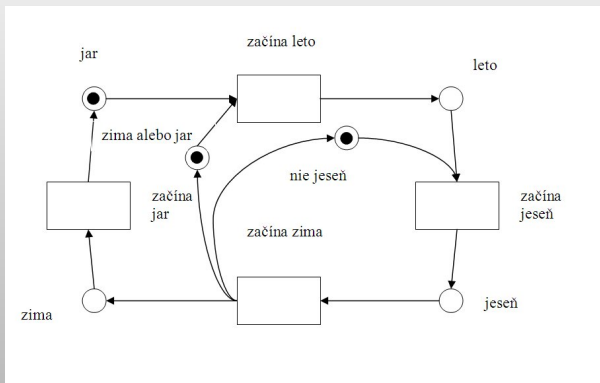 začína leto
jar
leto
zima alebo jar
nie jeseň
začína
jar
začína
jeseň
začína zima
zima
jeseň